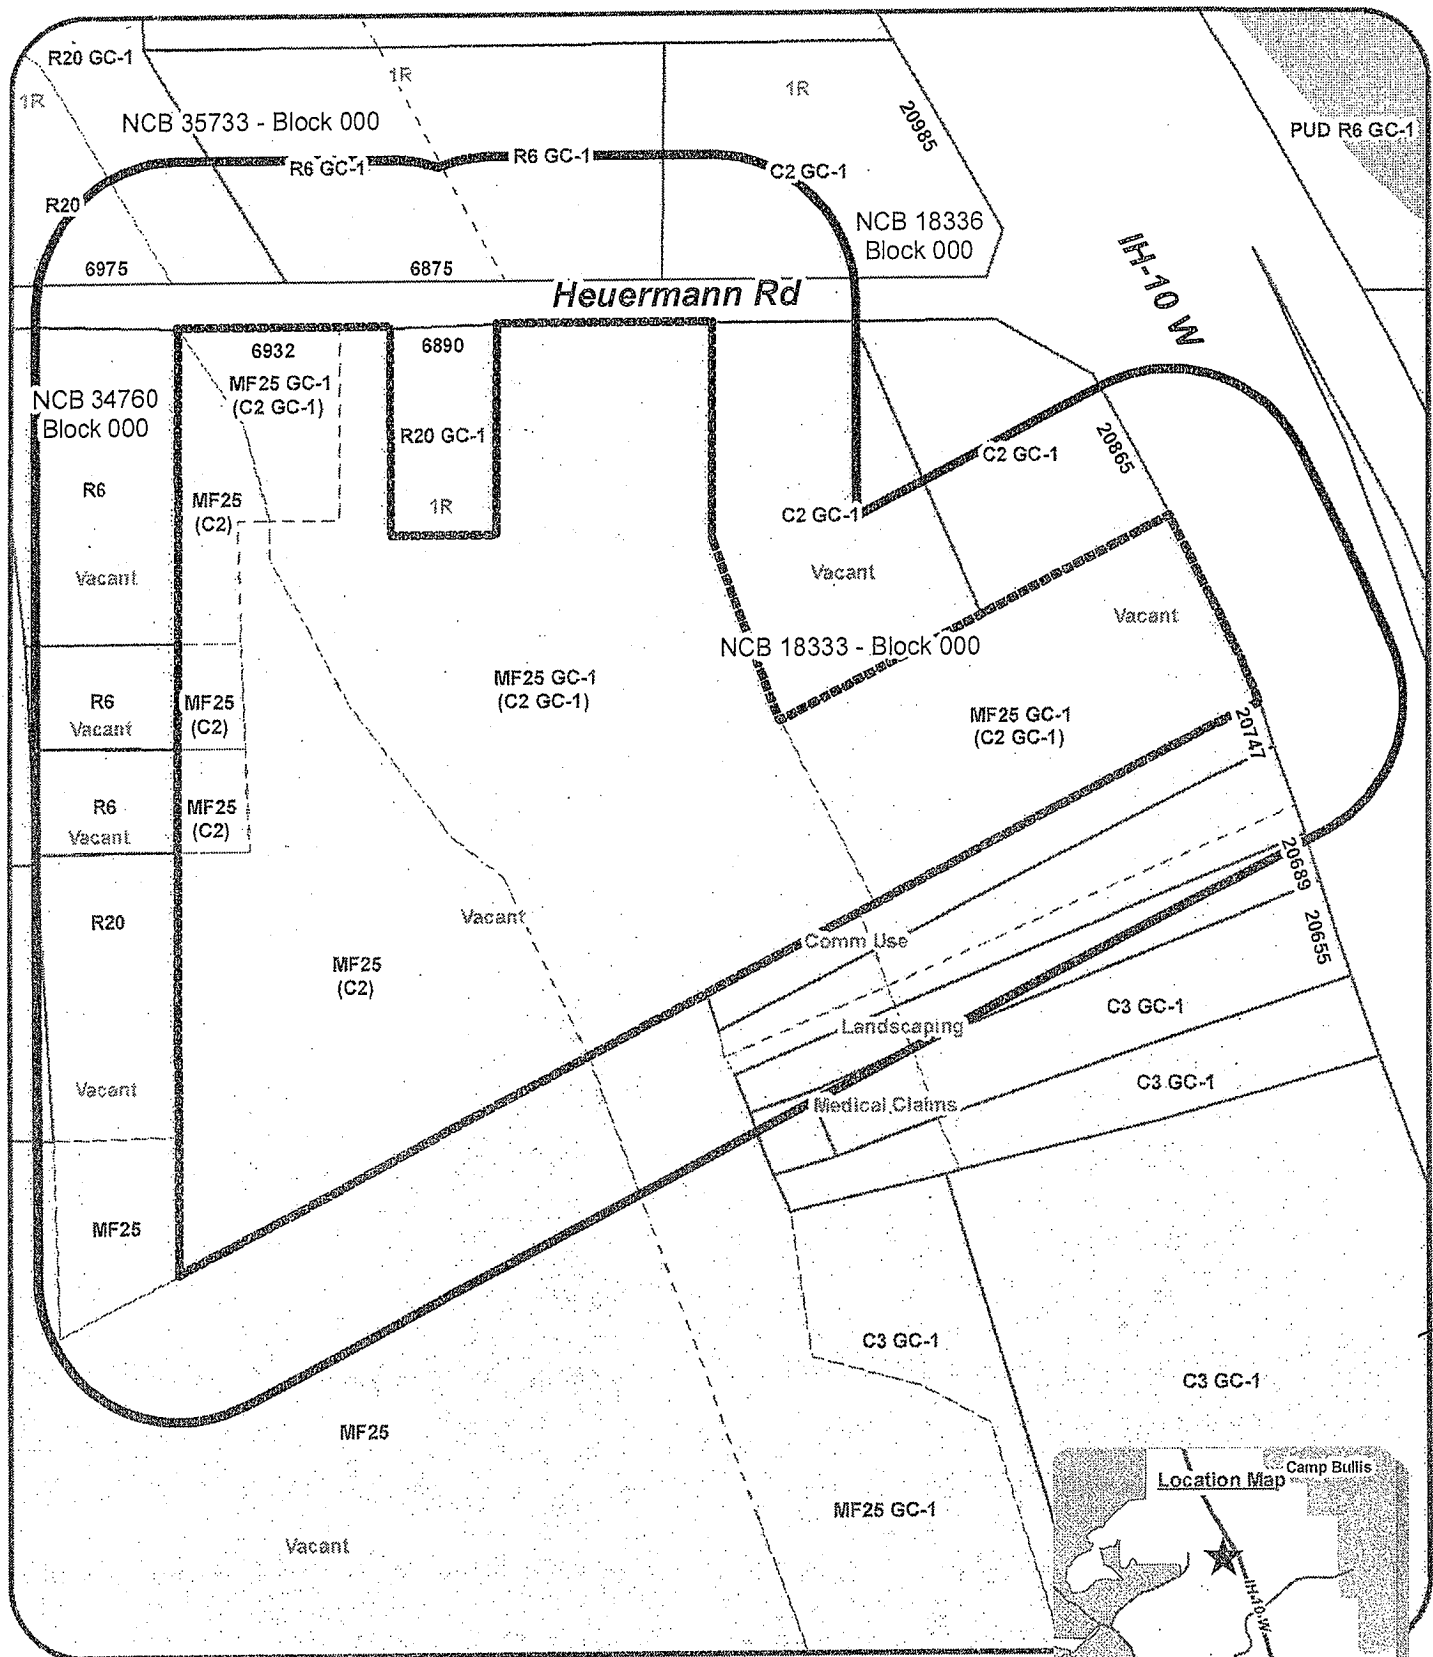 R20 GC-1
1R
1R
1R
NCB 35733 - Block 000
20985
PUD R6 GC-1
R6 GC-1
R6 GC-1
C2 GC-1
R20
NCB 18336
Block 000
6975
6875
Heuermann Rd
IH-10 W
6932
6890
MF25 GC-1
(C2 GC-1)
NCB 34760
Block 000
R20 GC-1
20865
C2 GC-1
R6
MF25
(C2)
1R
C2 GC-1
Vacant
Vacant
Vacant
NCB 18333 - Block 000
MF25 GC-1
(C2 GC-1)
R6
Vacant
MF25
(C2)
MF25 GC-1
(C2 GC-1)
20747
R6
Vacant
MF25
(C2)
20689
R20
Vacant
Comm Use
20655
MF25
(C2)
C3 GC-1
Landscaping
C3 GC-1
Vacant
Medical Claims
MF25
C3 GC-1
C3 GC-1
MF25
Location Map
Camp Bullis
MF25 GC-1
Vacant
IH-10 W